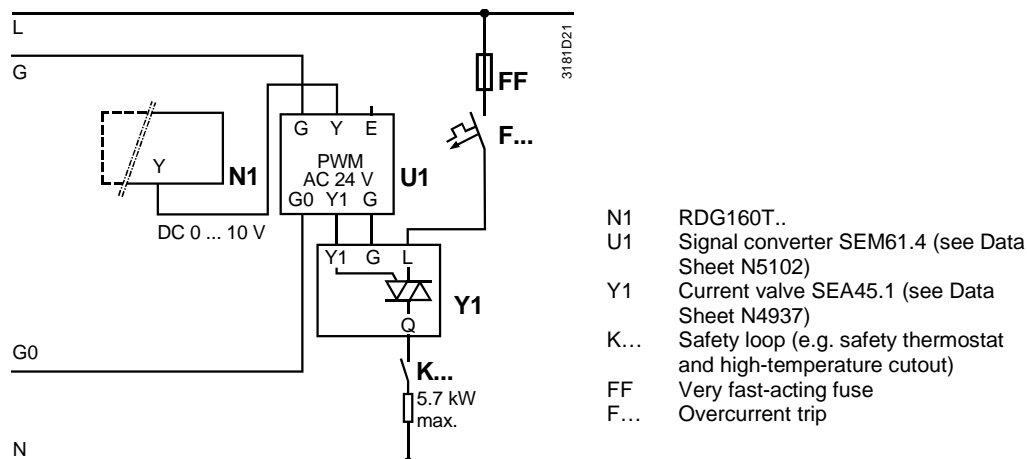 L
3181D21
G
FF
F...
G Y E
Y
N1
PWM
AC 24 V
U1
G0 Y1 G
DC 0 ... 10 V
Y1 G L
Y1
Q
G0
K...
5.7 kW
max.
N
N1 RDG160T..
U1 Signal converter SEM61.4 (see Data
Sheet N5102)
Y1 Current valve SEA45.1 (see Data
Sheet N4937)
K… Safety loop (e.g. safety thermostat
and high-temperature cutout)
FF Very fast-acting fuse
F… Overcurrent trip